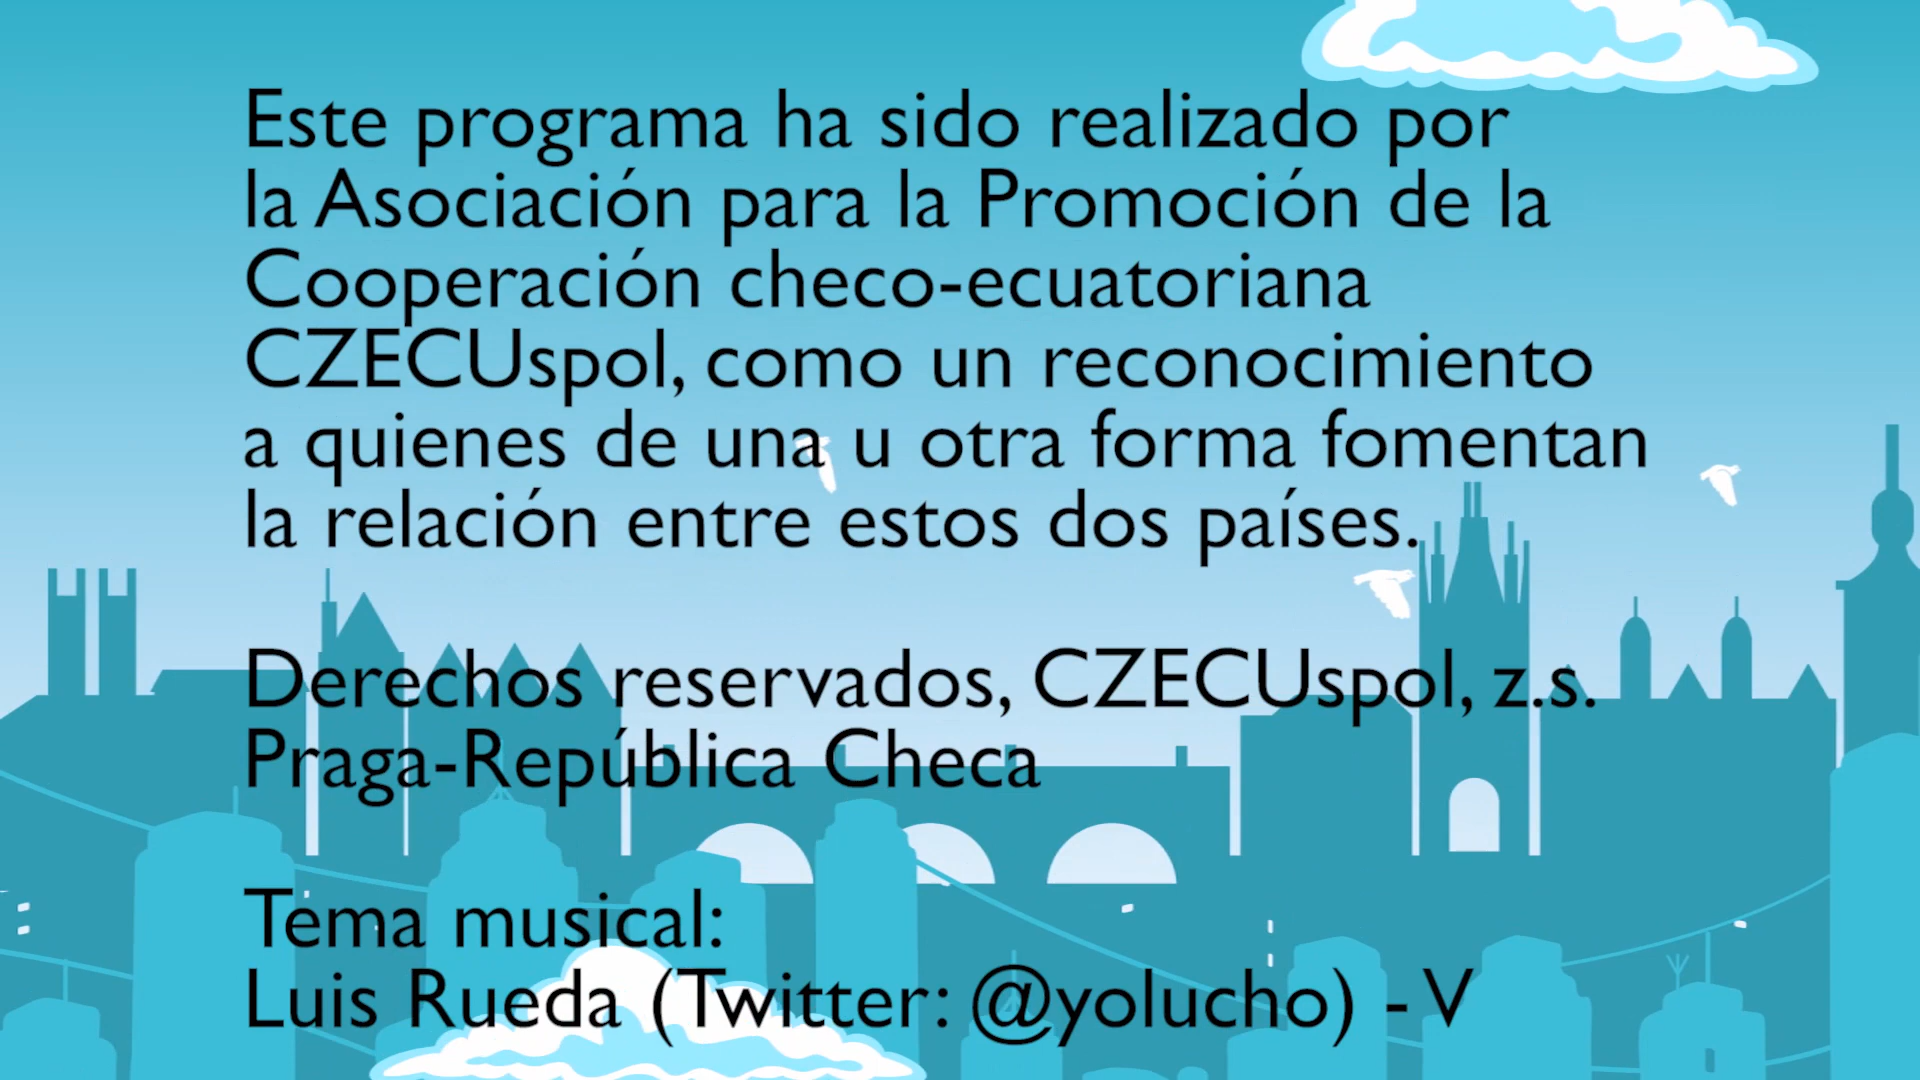 Este programa ha sido realizado por
la Asociación para la Promoción de la
Cooperación checo-ecuatoriana
CZECUspol, como un reconocimiento
a quienes de una u otra forma fomentan
la relación entre estos dos países.
Derechos reservados, CZECUspol, z.s.
Praga-República Checa
Tema musical:
Luis Rueda (Twitter: @yolucho) - V